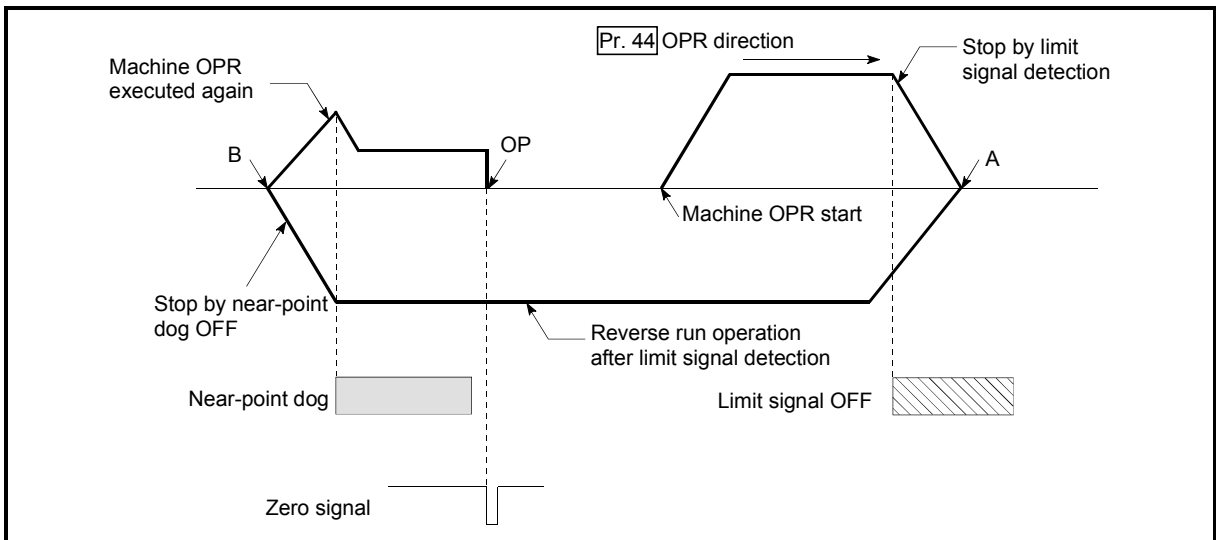 Pr. 44 OPR direction
Stop by limit
signal detection
Machine OPR
executed again
B
OP
A
Machine OPR start
Stop by near-point
dog OFF
Reverse run operation
after limit signal detection
Near-point dog
Limit signal OFF
Zero signal